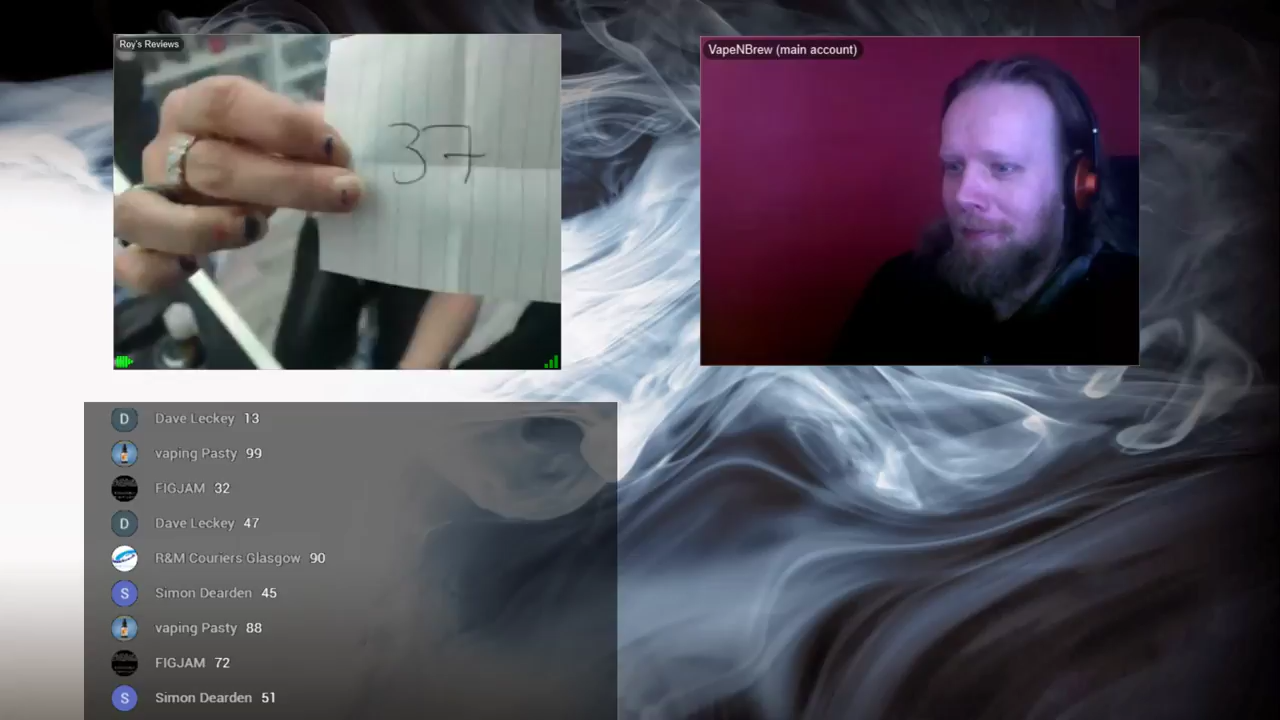 Roy's Reviews
37
VapeNBrew (main account)
D Dave Leckey 13
vaping Pasty 99
FIGJAM 32
D Dave Leckey 47
R&M Couriers Glasgow 90
S Simon Dearden 45
vaping Pasty 88
FIGJAM 72
S Simon Dearden 51